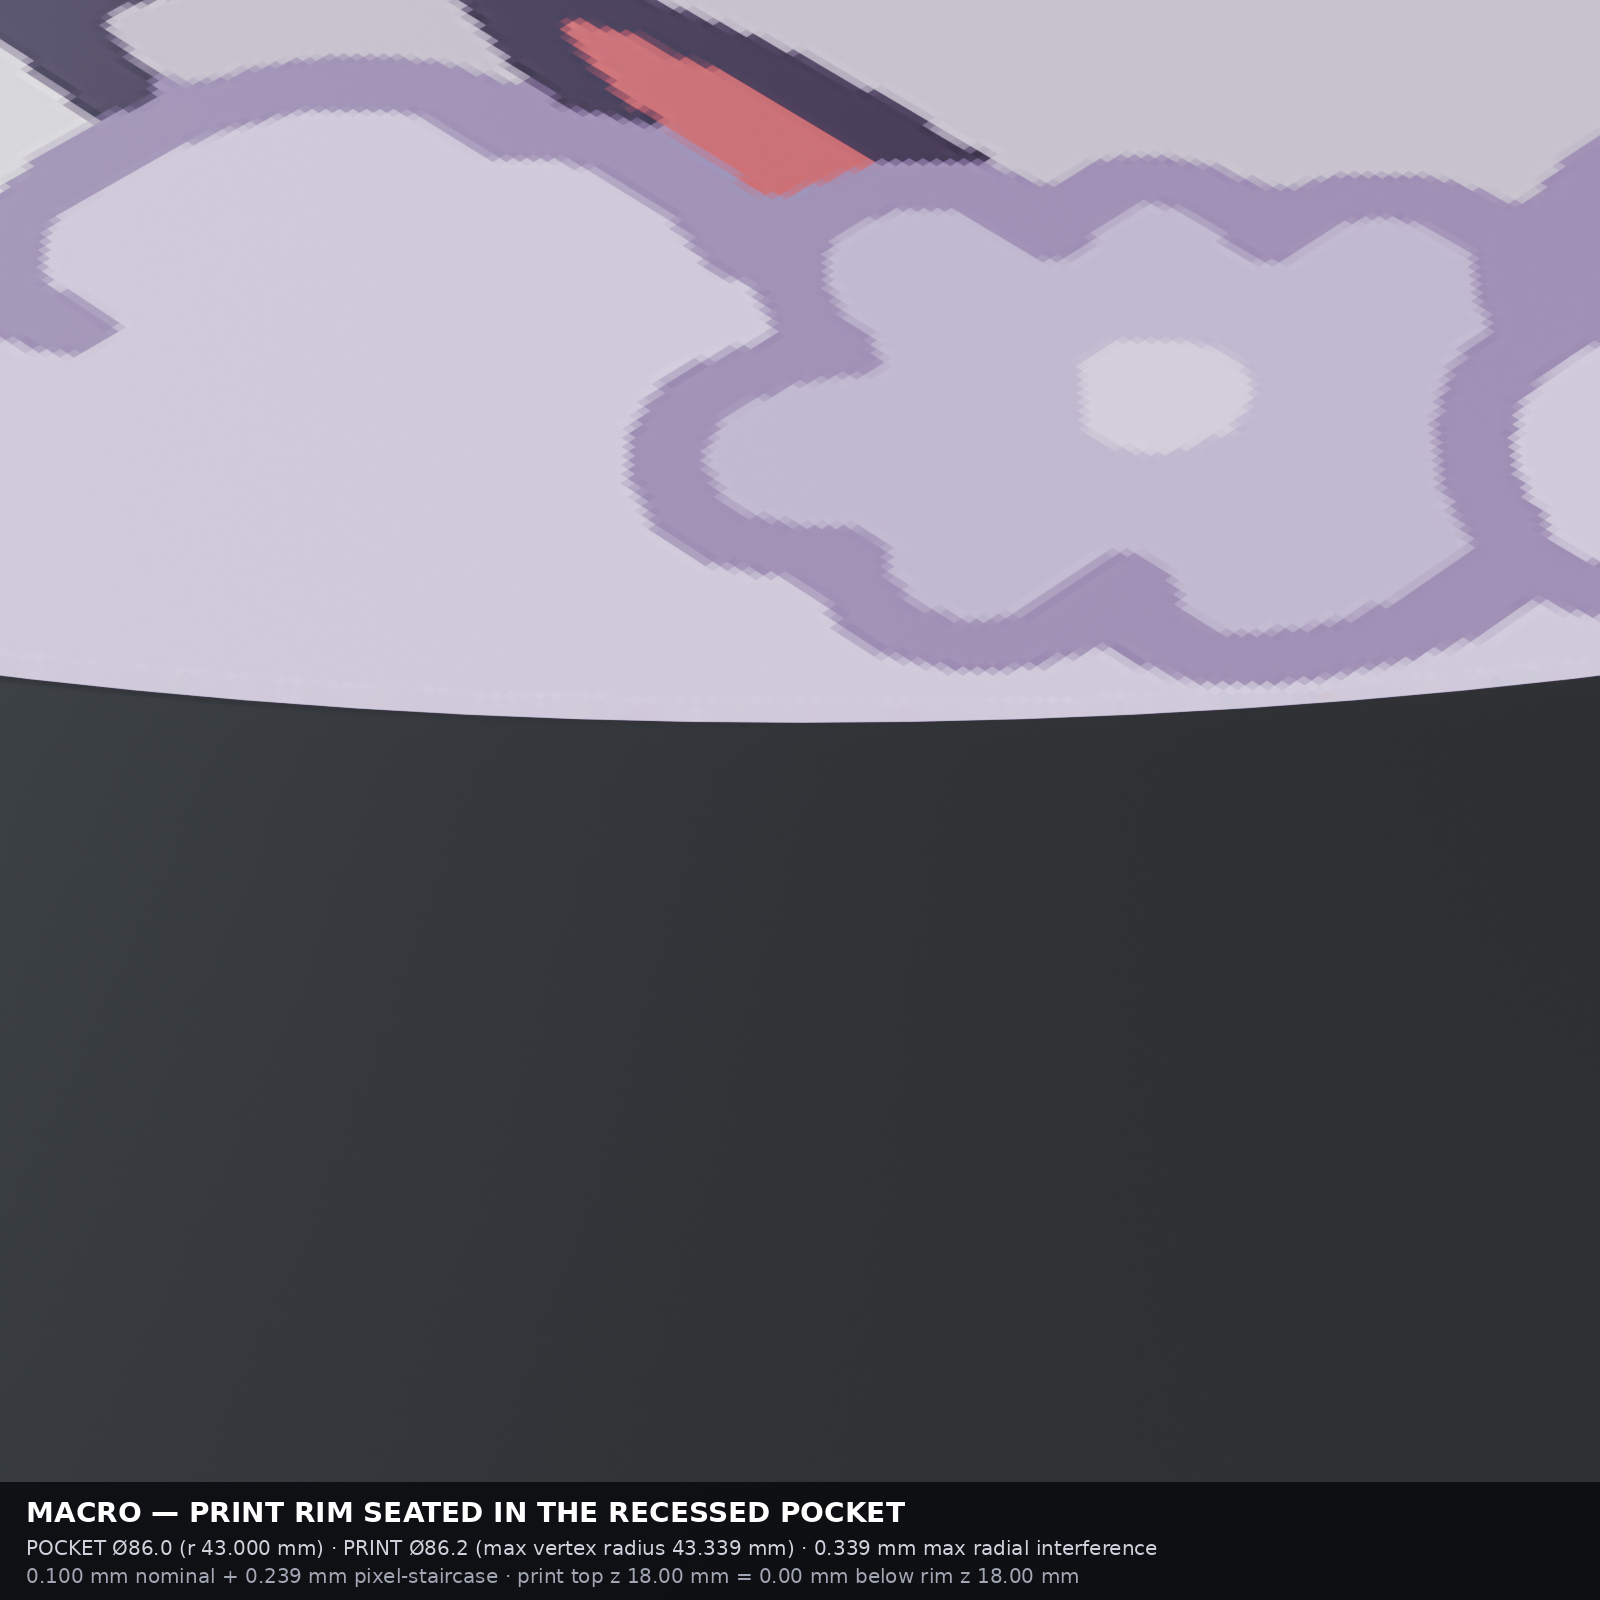 MACRO — PRINT RIM SEATED IN THE RECESSED POCKET
POCKET Ø86.0 (r 43.000 mm) · PRINT Ø86.2 (max vertex radius 43.339 mm) · 0.339 mm max radial interference
0.100 mm nominal + 0.239 mm pixel-staircase · print top z 18.00 mm = 0.00 mm below rim z 18.00 mm